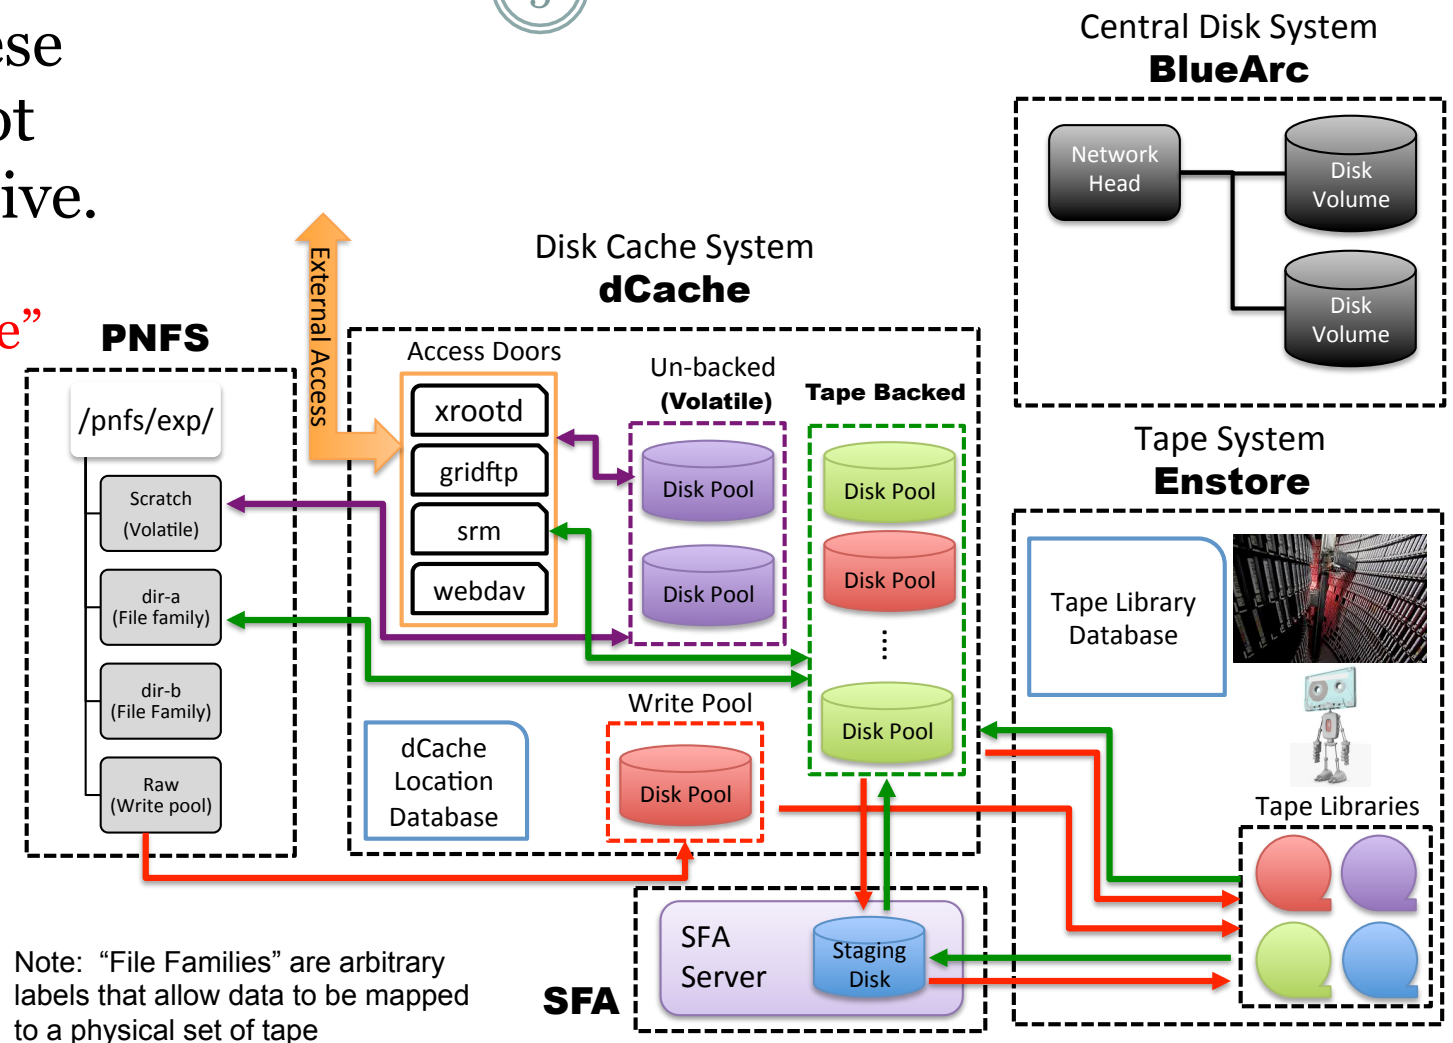 ese
ot
ive.
e”
Central Disk System
BlueArc
Network
Head
Disk
Volume
Disk
Volume
External Access
Disk Cache System
dCache
PNFS
/pnfs/exp/
Scratch
(Volatile)
dir-a
(File family)
dir-b
(File Family)
Raw
(Write pool)
Access Doors
xrootd
gridftp
srm
webdav
Un-backed
(Volatile)
Disk Pool
Disk Pool
Tape Backed
Disk Pool
Disk Pool
Disk Pool
Write Pool
Disk Pool
dCache
Location
Database
Tape System
Enstore
Tape Library
Database
Tape Libraries
SFA
Server
Staging
Disk
SFA
Note: “File Families” are arbitrary
labels that allow data to be mapped
to a physical set of tape